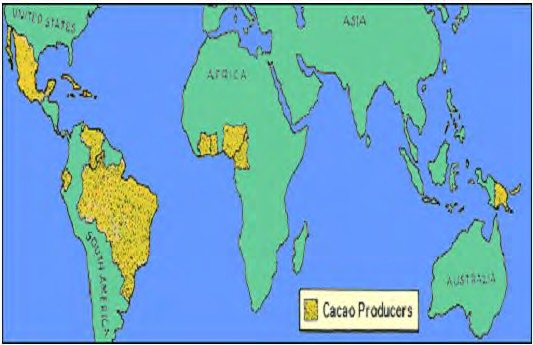 UNITED STATES
ASIA
AFRICA
SOUTH AMERICA
AUSTRALIA
Cacao Producers